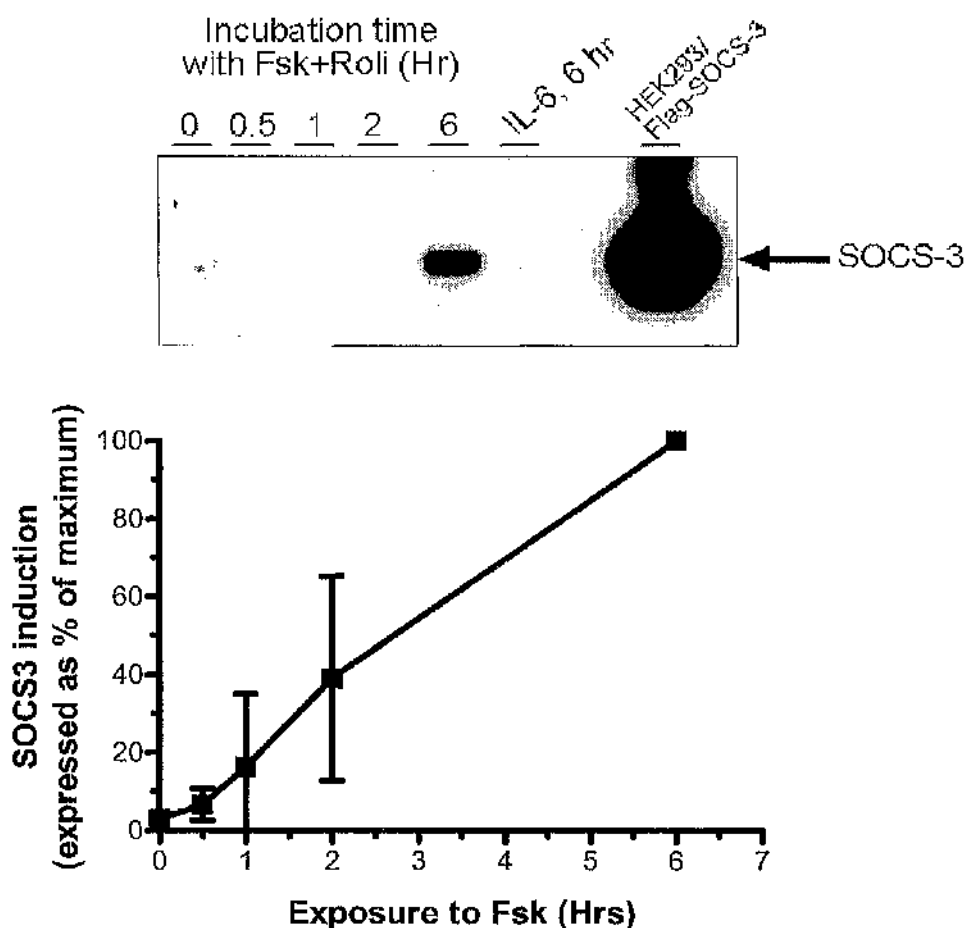 Incubation time
with Fsk+Roli (Hr)
0 0.5 1 2 6 IL-6, 6 hr HEK293/
Flag-SOCS-3
SOCS-3
SOCS3 induction
(expressed as % of maximum)
100
80
60
40
20
0
0 1 2 3 4 5 6 7
Exposure to Fsk (Hrs)